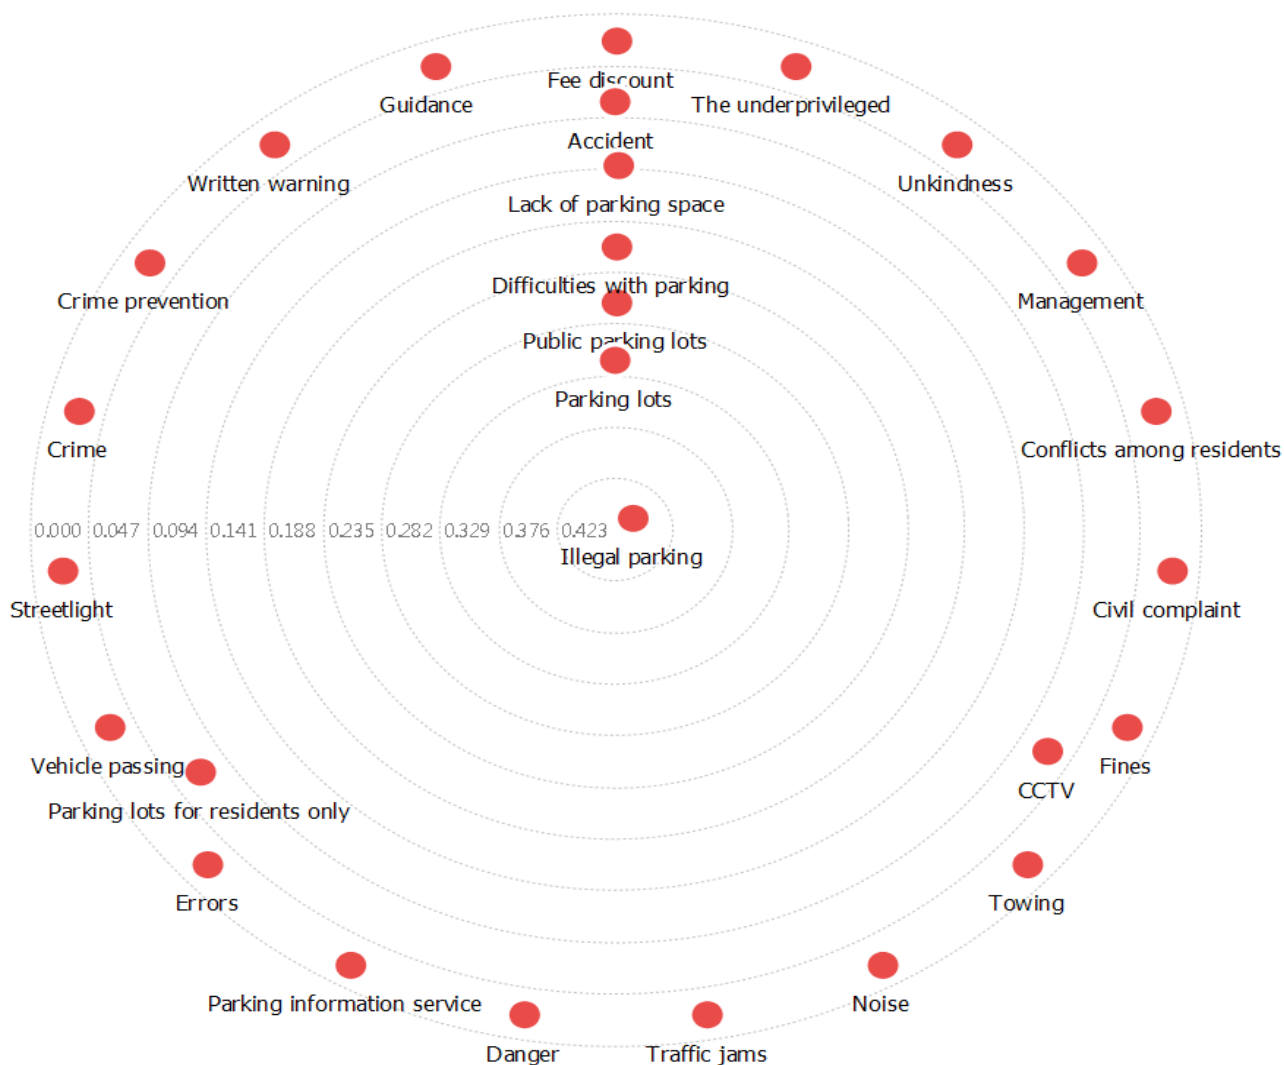 Fee discount
Guidance
The underprivileged
Accident
Written warning
Unkindness
Lack of parking space
Difficulties with parking
Crime prevention
Management
Public parking lots
Parking lots
Crime
Conflicts among residents
0.000 0.047 0.094 0.141 0.188 0.235 0.282 0.329 0.376 0.423
Illegal parking
Streetlight
Civil complaint
Vehicle passing
Fines
CCTV
Parking lots for residents only
Errors
Towing
Parking information service
Noise
Danger
Traffic jams